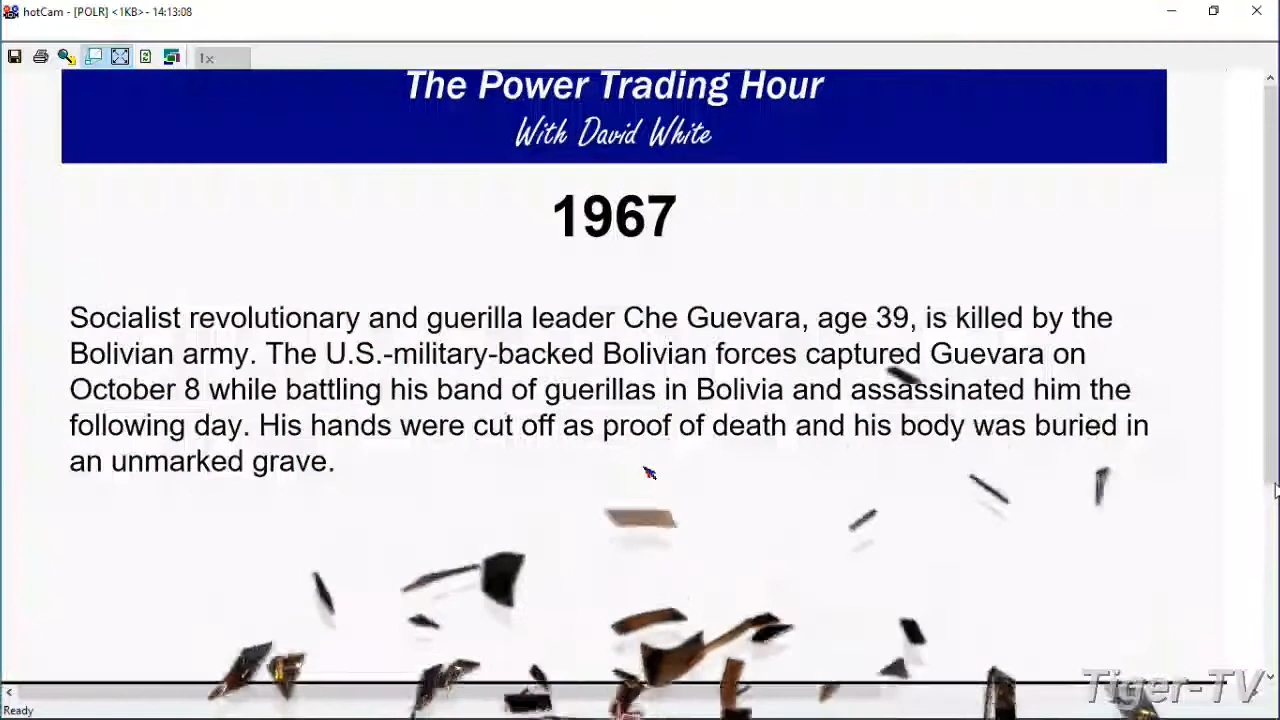 hotCam - [POLR] <1KB> - 14:13:08
1x
The Power Trading Hour
With David White
1967
Socialist revolutionary and guerilla leader Che Guevara, age 39, is killed by the
Bolivian army. The U.S.-military-backed Bolivian forces captured Guevara on
October 8 while battling his band of guerillas in Bolivia and assassinated him the
following day. His hands were cut off as proof of death and his body was buried in
an unmarked grave.
Tiger-TV
Ready